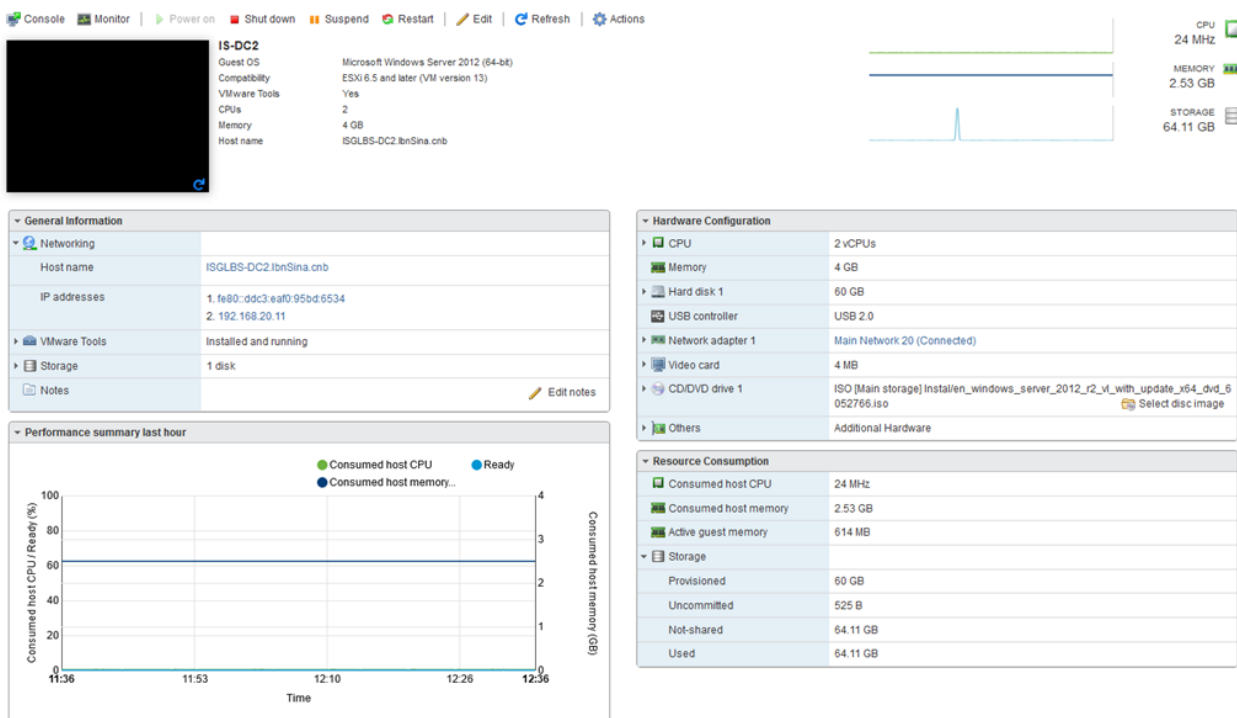 Console Monitor Power on Shut down Suspend Restart Edit Refresh Actions
IS-DC2
Guest OS Microsoft Windows Server 2012 (64-bit)
Compatibility ESXi 6.5 and later (VM version 13)
VMware Tools Yes
CPUs 2
Memory 4 GB
Host name ISGLBS-DC2.IbnSina.cnb
CPU
24 MHz
MEMORY
2.53 GB
STORAGE
64.11 GB
General Information
Networking
Host name ISGLBS-DC2.IbnSina.cnb
IP addresses 1. fe80::ddc3:eaf0:95bd:6534
2. 192.168.20.11
VMware Tools Installed and running
Storage 1 disk
Notes Edit notes
Performance summary last hour
Consumed host CPU Ready
Consumed host memory...
Consumed host CPU / Ready (%)
100
80
60
40
20
0
4
3
2
1
0
Consumed host memory (GB)
11:36 11:53 12:10 12:26 12:36
Time
Hardware Configuration
CPU 2 vCPUs
Memory 4 GB
Hard disk 1 60 GB
USB controller USB 2.0
Network adapter 1 Main Network 20 (Connected)
Video card 4 MB
CD/DVD drive 1 ISO [Main storage] Instal/en_windows_server_2012_r2_vl_with_update_x64_dvd_6
052766.iso Select disc image
Others Additional Hardware
Resource Consumption
Consumed host CPU 24 MHz
Consumed host memory 2.53 GB
Active guest memory 614 MB
Storage
Provisioned 60 GB
Uncommitted 525 B
Not-shared 64.11 GB
Used 64.11 GB